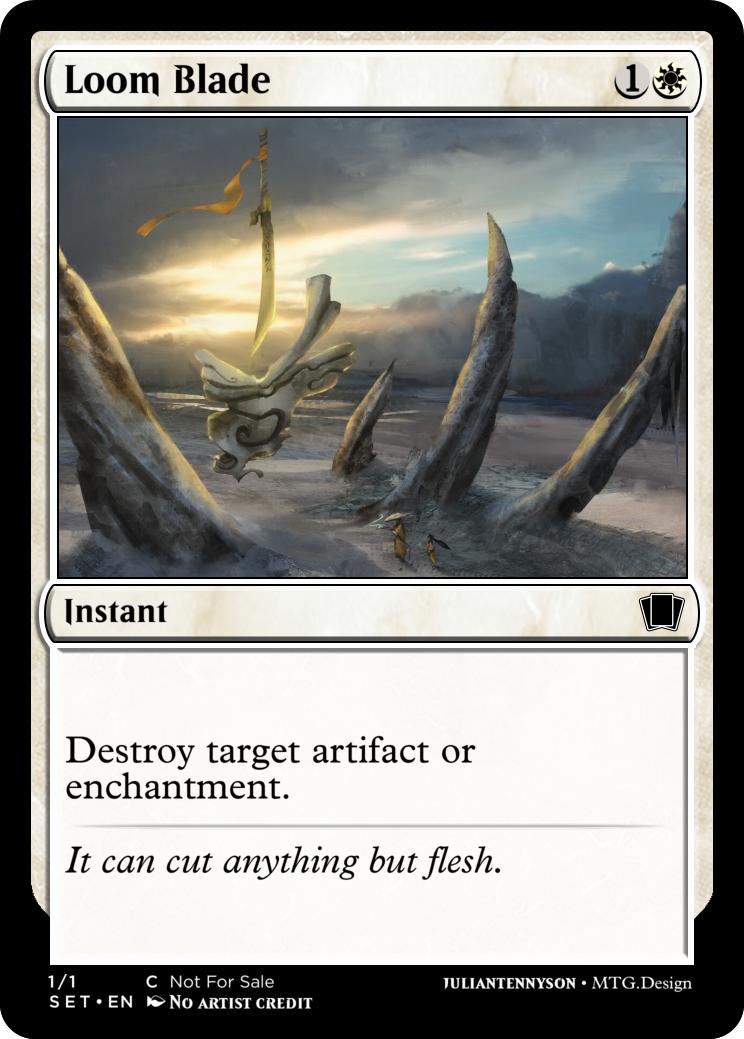 Loom Blade 1
Instant
Destroy target artifact or
enchantment.
It can cut anything but flesh.
1/1 C Not For Sale JULIANTENNYSON • MTG.Design
SET • EN NO ARTIST CREDIT